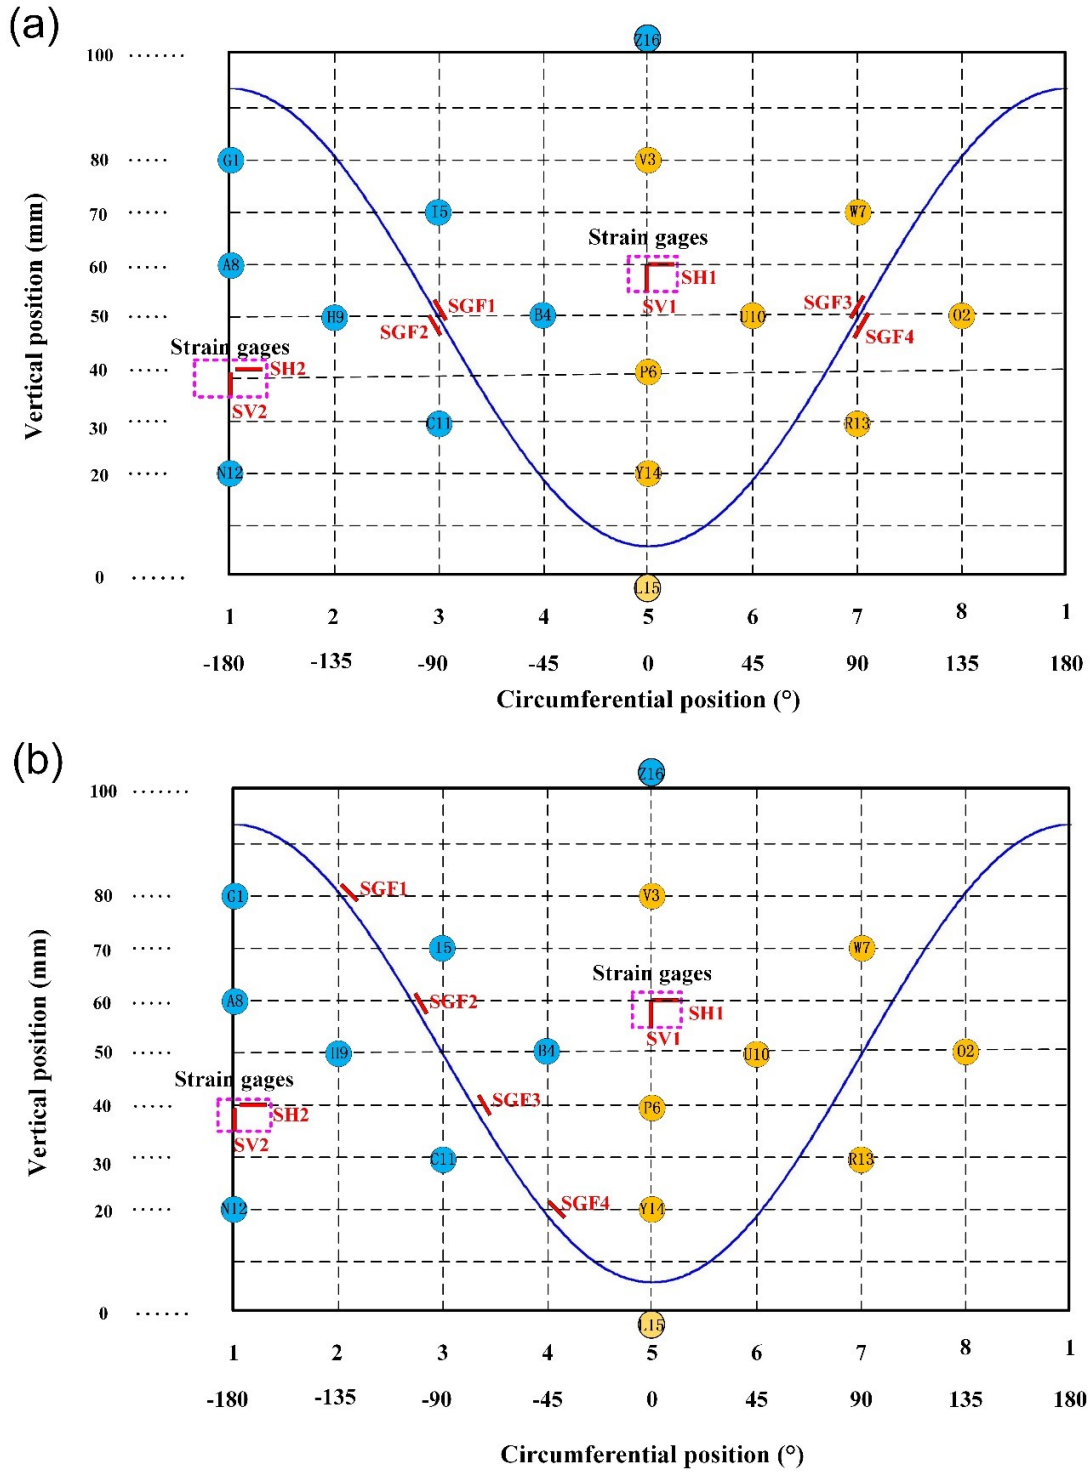 (a)
Z16
100 .......
80 ..... G1 V3
70 ..... I5 W7
Strain gages
60 ..... A8 SH1
SGF1 SV1 SGF3
50 ..... H9 B4 U10 O2
SGF2 SGF4
Strain gages
40 ..... SH2 P6
SV2
30 ..... C11 R13
20 ..... N12 Y14
0 ......
L15
1 2 3 4 5 6 7 8 1
-180 -135 -90 -45 0 45 90 135 180
Vertical position (mm)
Circumferential position (°)
(b)
Z16
100 .......
80 ..... G1 SGF1 V3
70 ..... I5 W7
Strain gages
60 ..... A8 SGF2 SH1
SV1
50 ..... H9 B4 U10 O2
Strain gages
40 ..... SH2 SGF3 P6
SV2
30 ..... C11 R13
20 ..... N12 SGF4 Y14
0 ......
L15
1 2 3 4 5 6 7 8 1
-180 -135 -90 -45 0 45 90 135 180
Vertical position (mm)
Circumferential position (°)